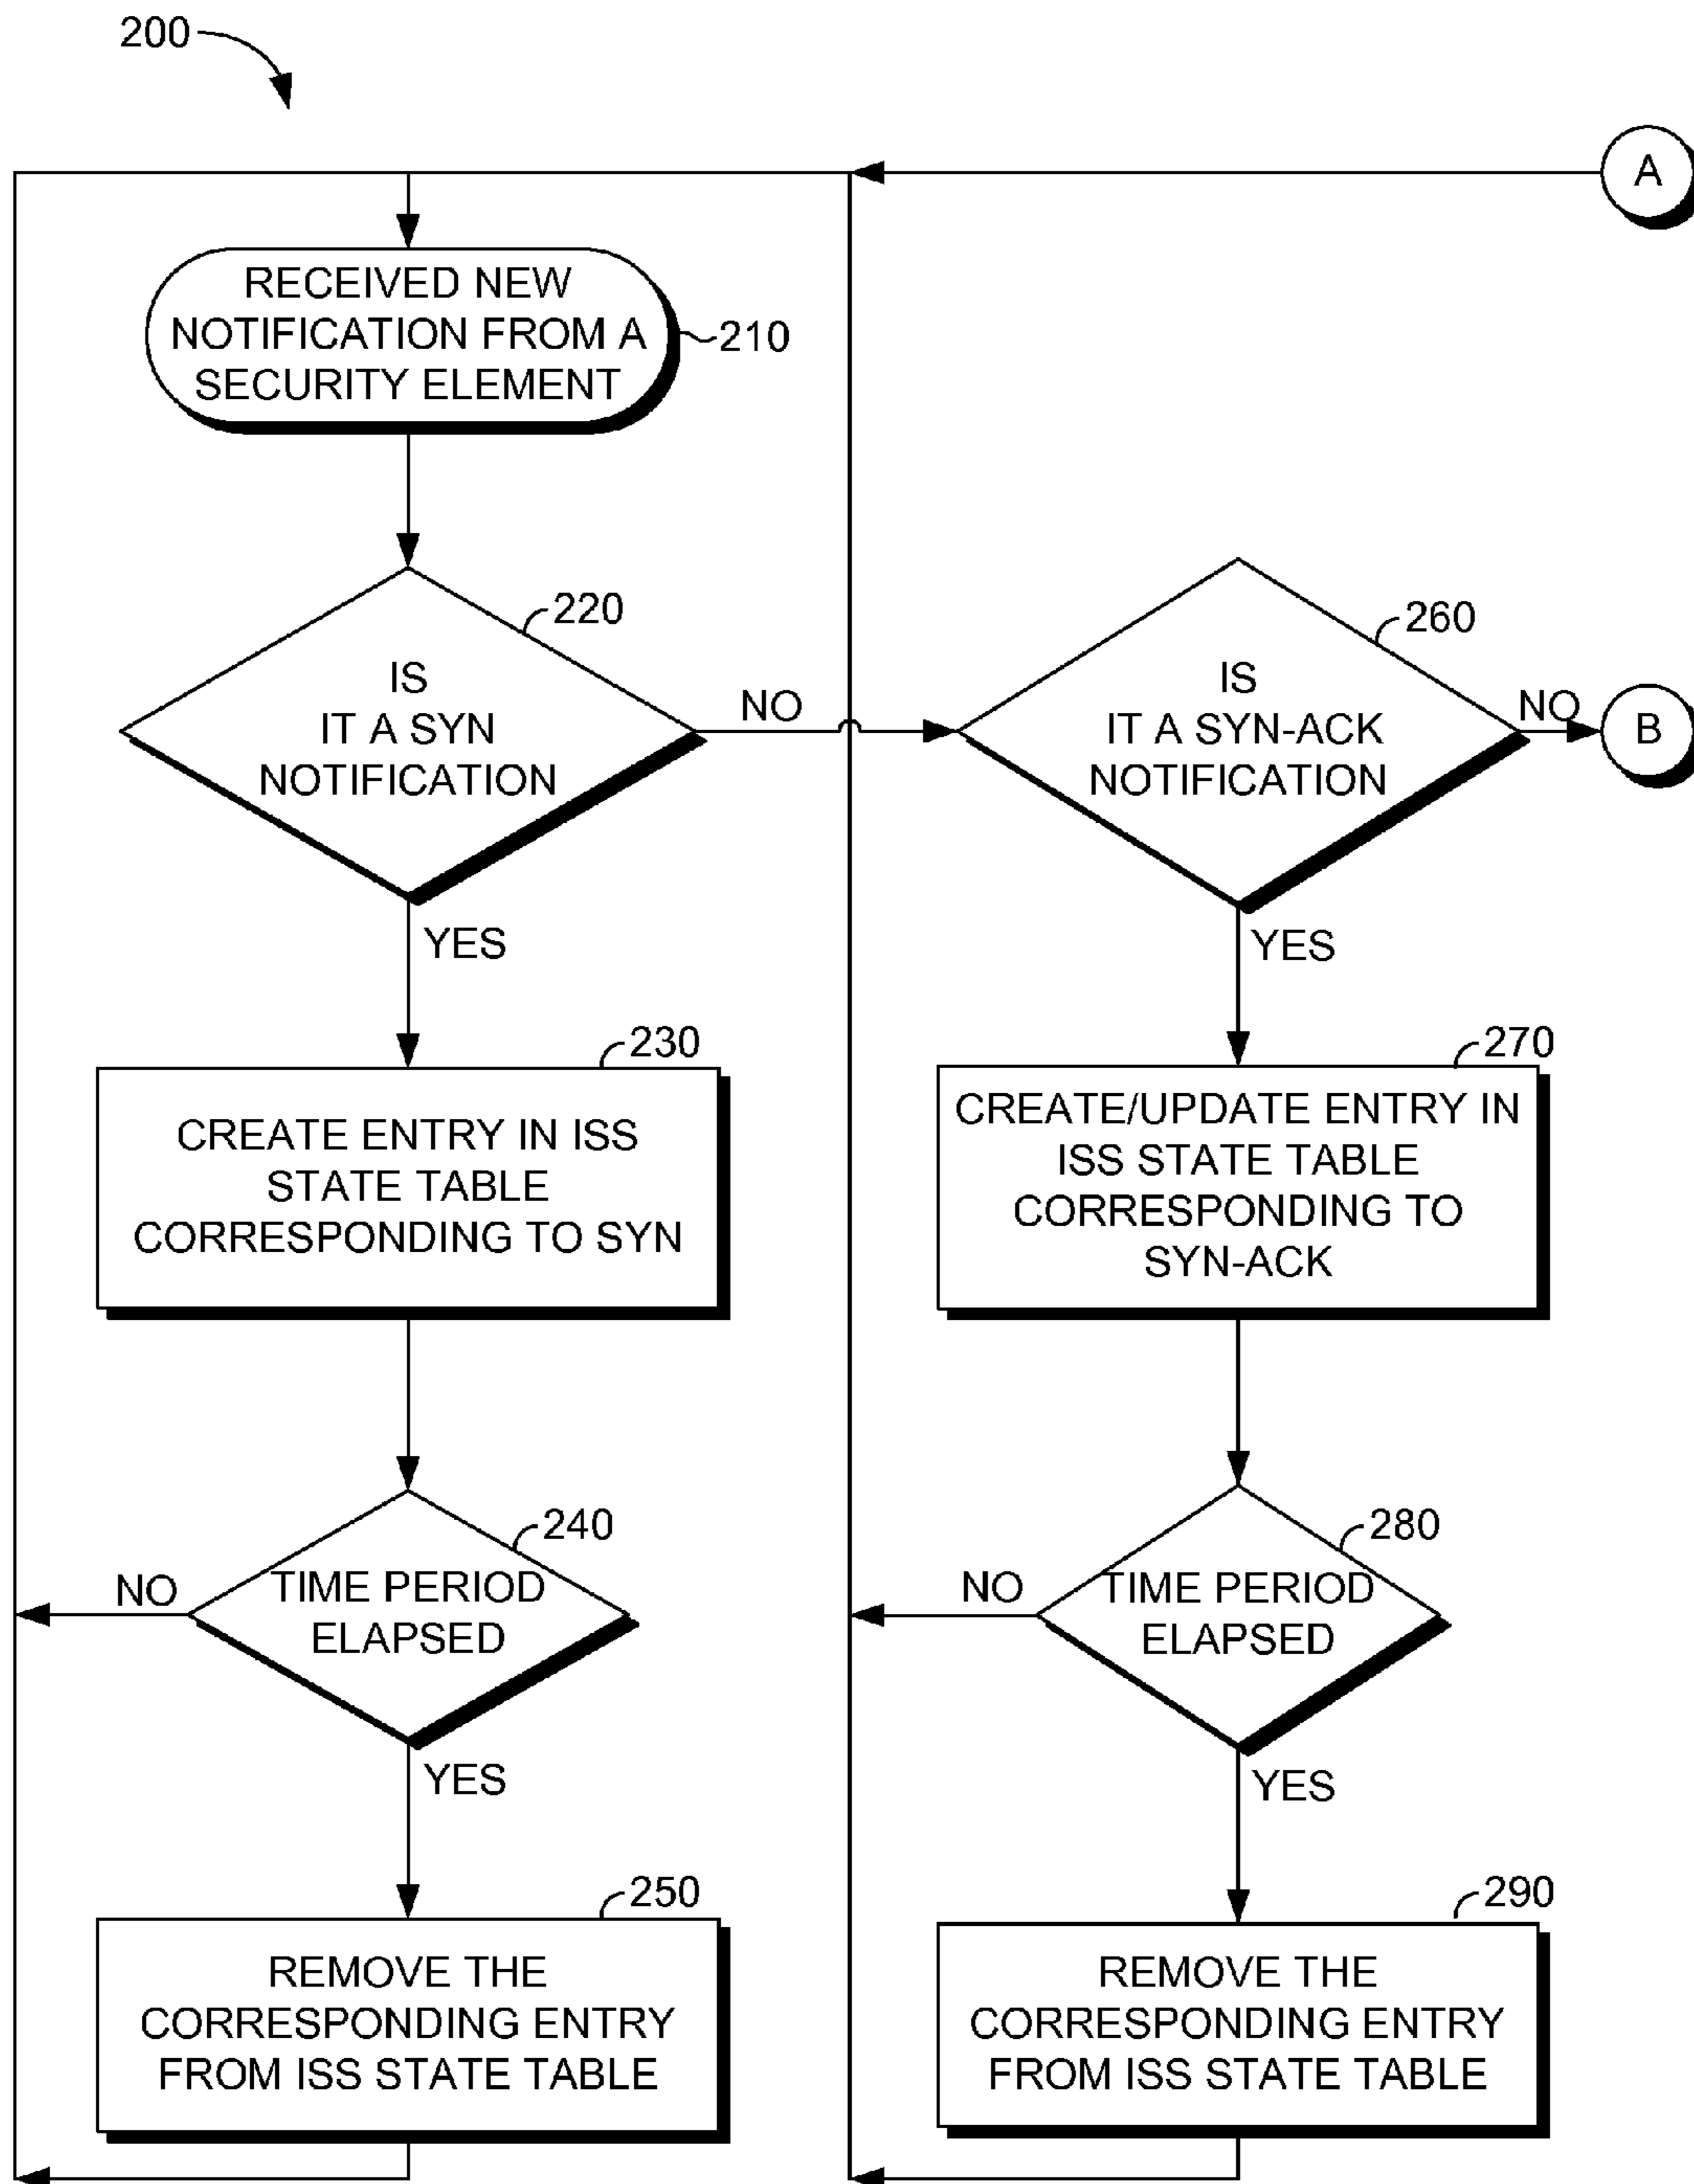 200
A
RECEIVED NEW
NOTIFICATION FROM A
SECURITY ELEMENT
210
220
IS
IT A SYN
NOTIFICATION
NO
YES
260
IS
IT A SYN-ACK
NOTIFICATION
NO
B
YES
230
CREATE ENTRY IN ISS
STATE TABLE
CORRESPONDING TO SYN
270
CREATE/UPDATE ENTRY IN
ISS STATE TABLE
CORRESPONDING TO
SYN-ACK
240
TIME PERIOD
ELAPSED
NO
YES
280
TIME PERIOD
ELAPSED
NO
YES
250
REMOVE THE
CORRESPONDING ENTRY
FROM ISS STATE TABLE
290
REMOVE THE
CORRESPONDING ENTRY
FROM ISS STATE TABLE